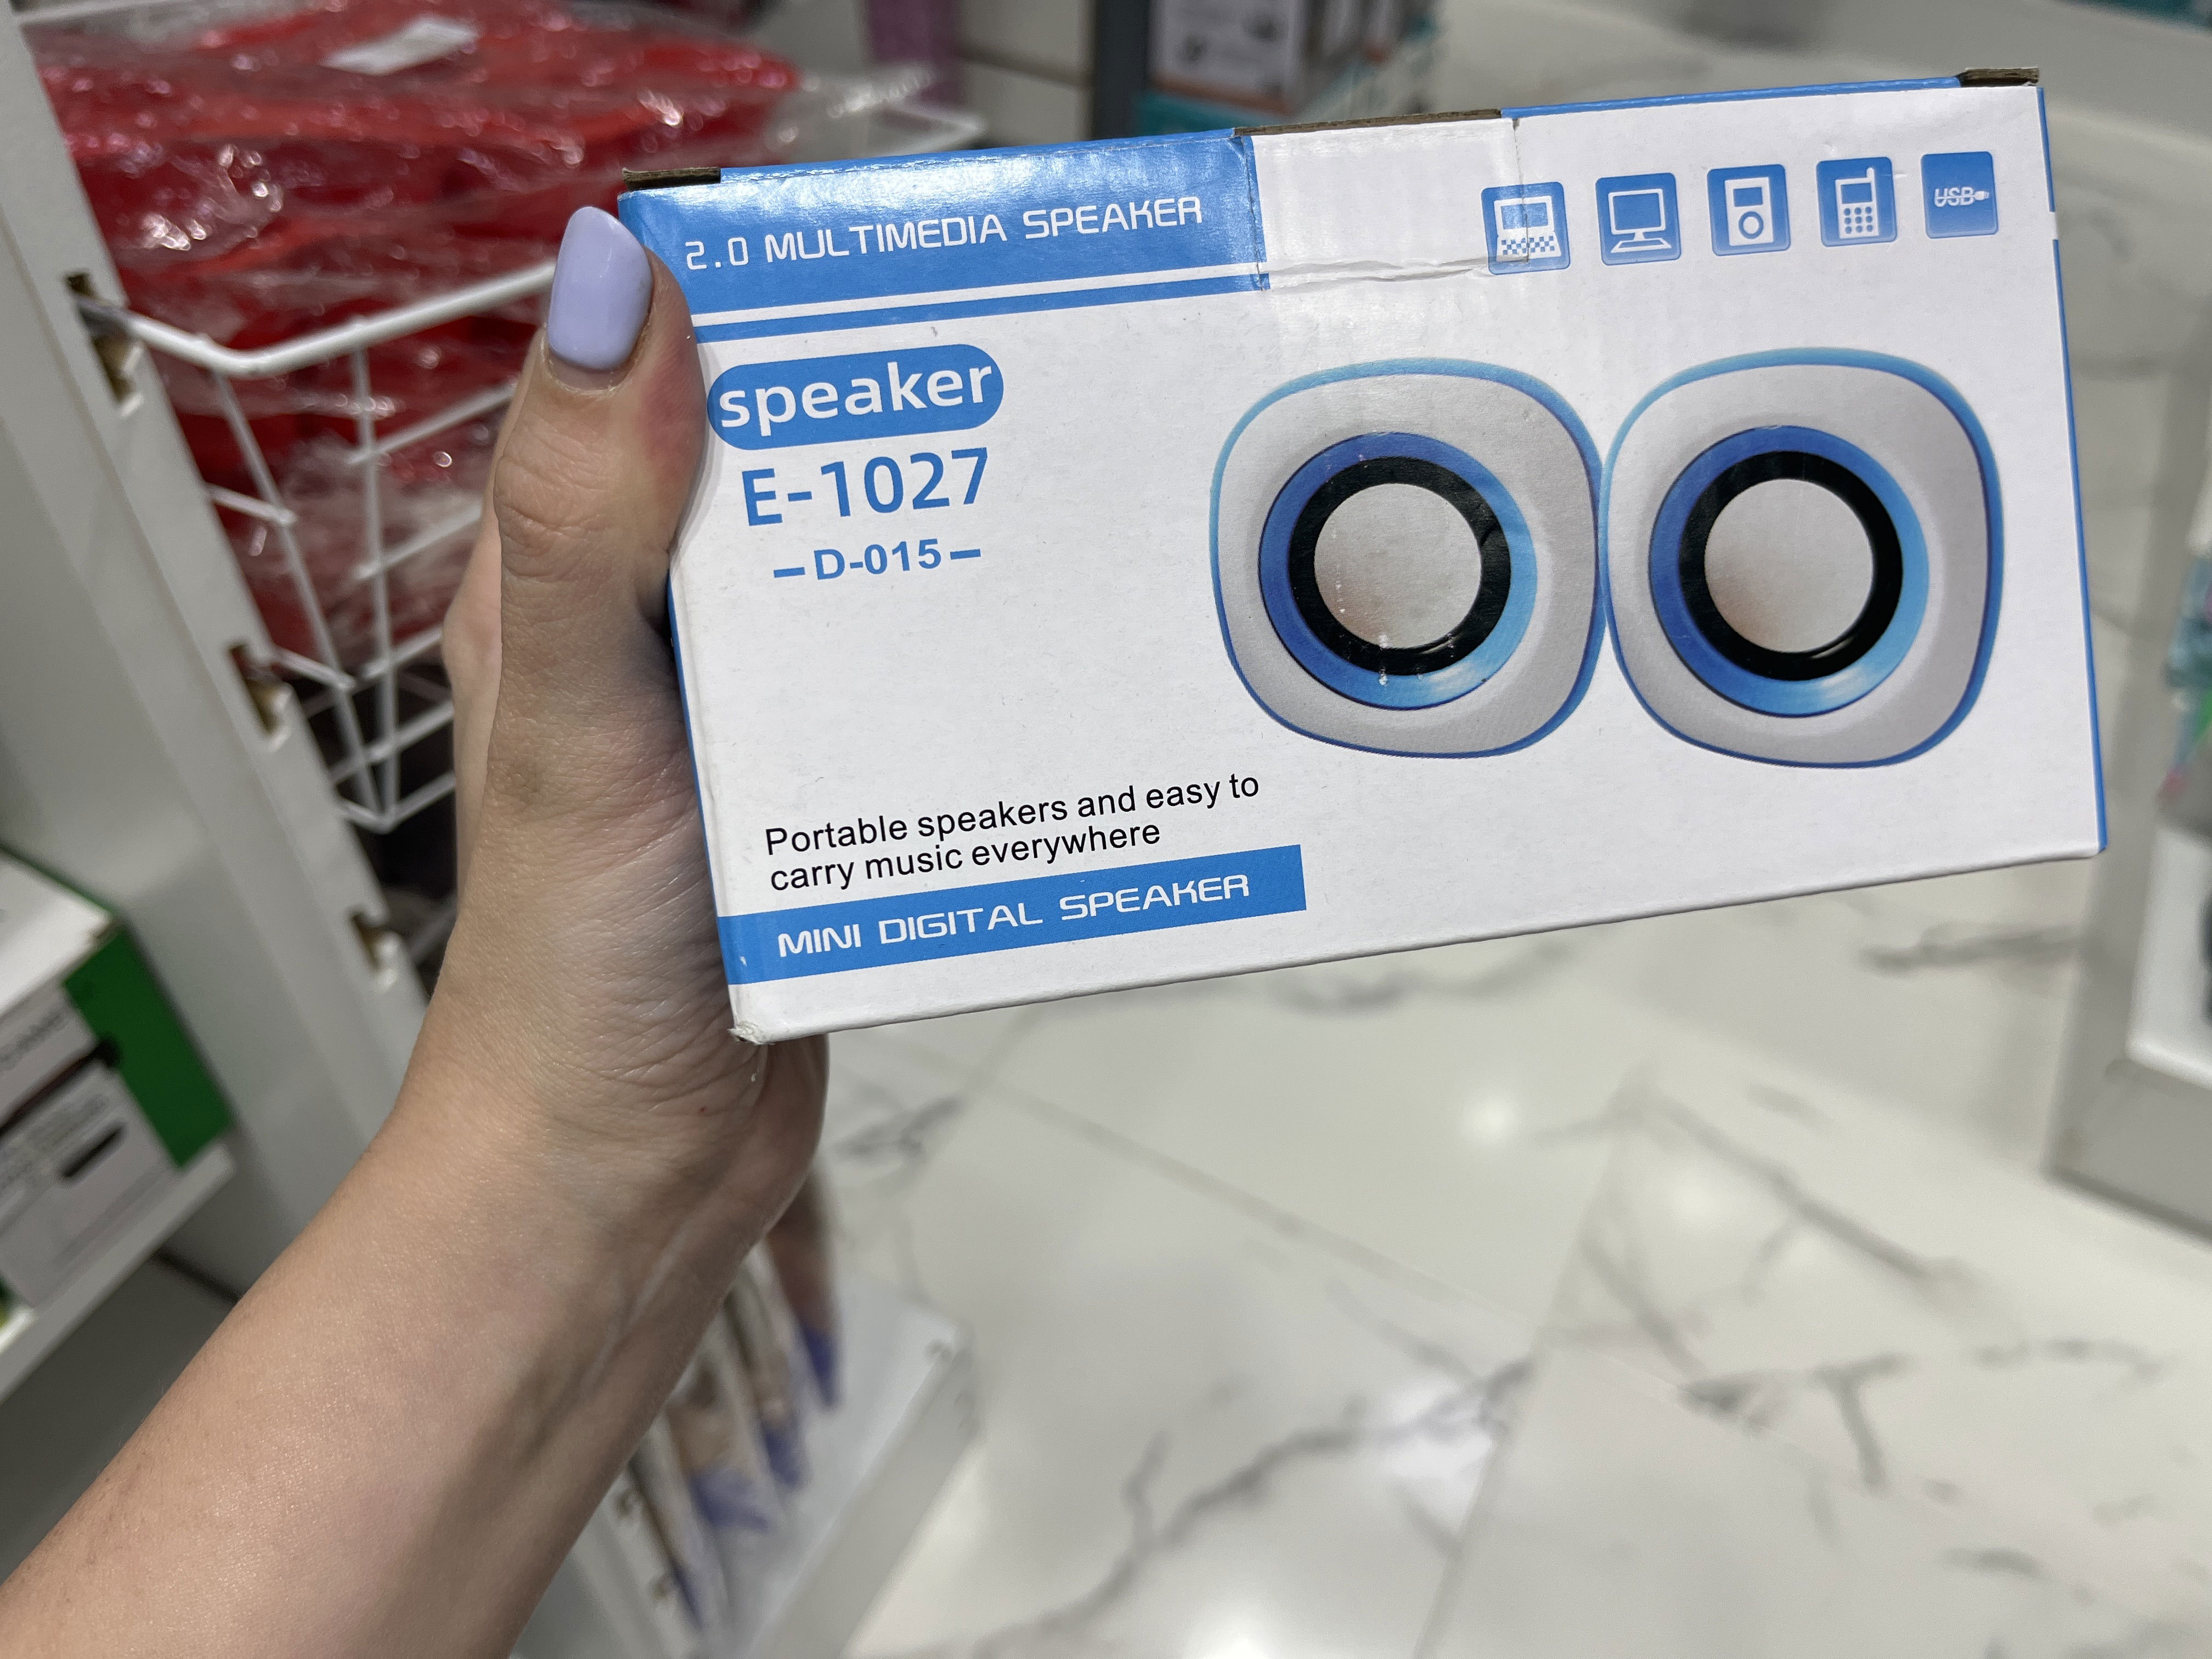 2.0 MULTIMEDIA SPEAKER
USB
speaker
E-1027
–D-015–
Portable speakers and easy to
carry music everywhere
MINI DIGITAL SPEAKER